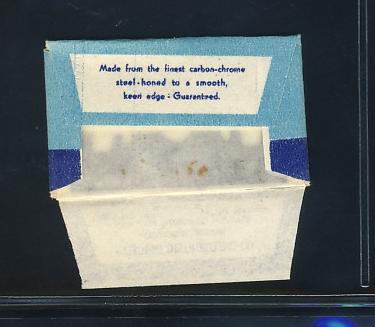 Made from the finest carbon-chrome
steel-honed to a smooth,
keen edge - Guaranteed.